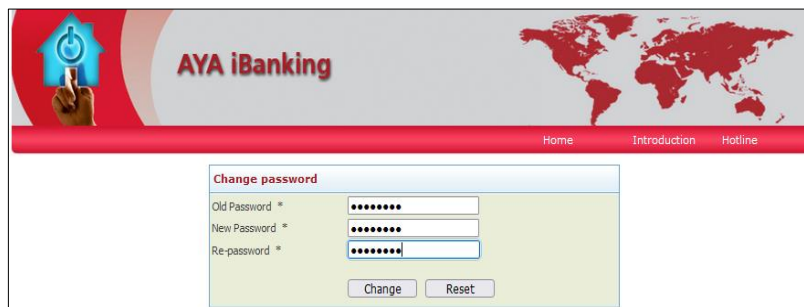 AYA iBanking
Home Introduction Hotline
Change password
Old Password * ••••••••
New Password * ••••••••
Re-password * ••••••••
Change Reset